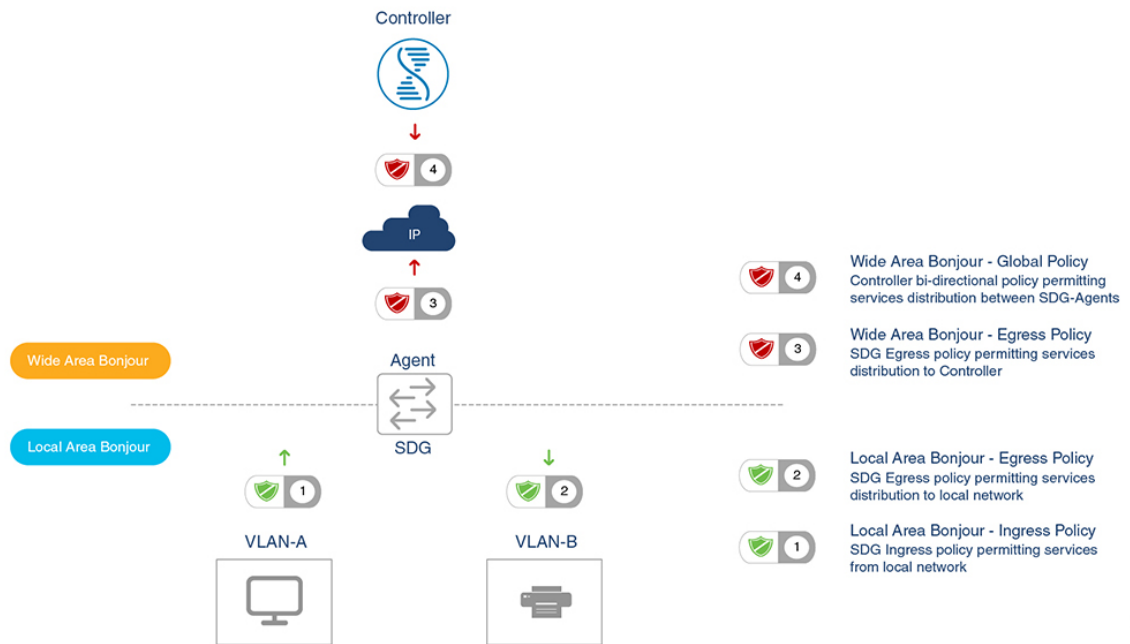 Controller
4
IP
3
Wide Area Bonjour
Agent
SDG
Local Area Bonjour
1
2
VLAN-A
VLAN-B
4
Wide Area Bonjour - Global Policy
Controller bi-directional policy permitting
services distribution between SDG-Agents
3
Wide Area Bonjour - Egress Policy
SDG Egress policy permitting services
distribution to Controller
2
Local Area Bonjour - Egress Policy
SDG Egress policy permitting services
distribution to local network
1
Local Area Bonjour - Ingress Policy
SDG Ingress policy permitting services
from local network